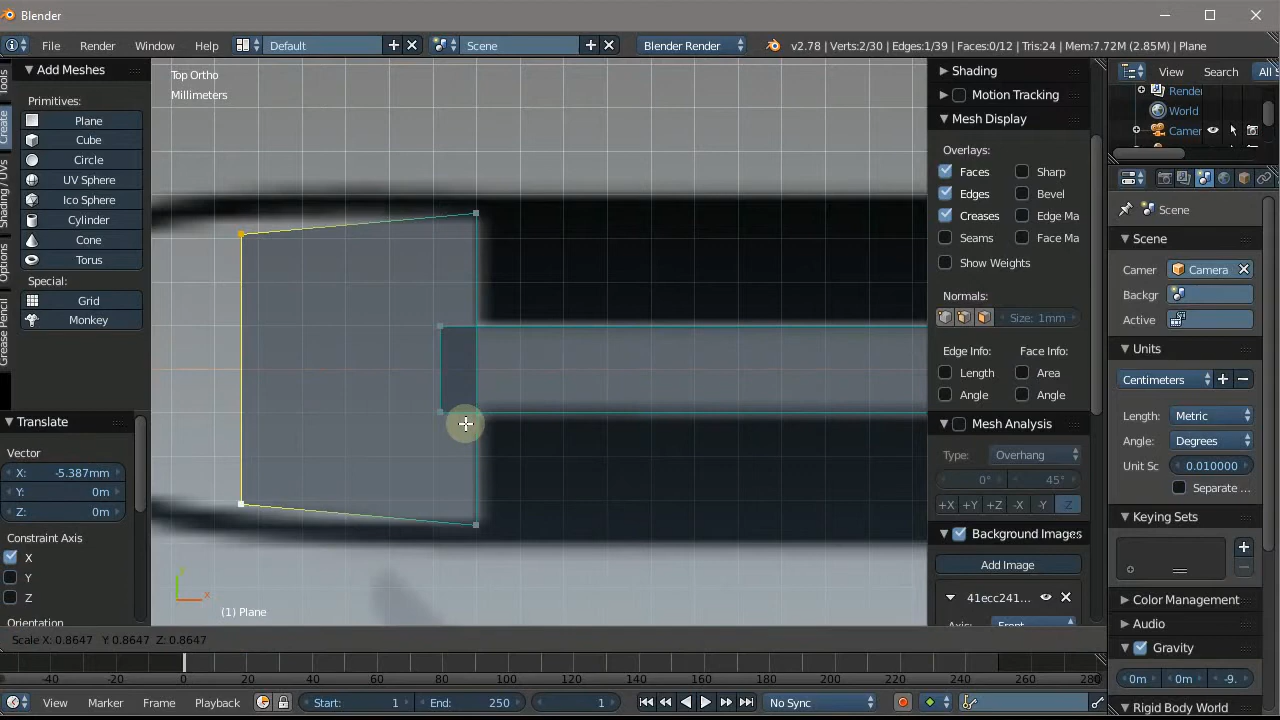 Blender
File Render Window Help Default Scene Blender Render v2.78 | Verts:2/30 | Edges:1/39 | Faces:0/12 | Tris:24 | Mem:7.72M (2.85M) | Plane
Tools
Create
Shading / UVs
Options
Grease Pencil
Add Meshes
Primitives:
Plane
Cube
Circle
UV Sphere
Ico Sphere
Cylinder
Cone
Torus
Special:
Grid
Monkey
Translate
Vector
X: -5.387mm
Y: 0m
Z: 0m
Constraint Axis
X
Y
Z
Orientation
Top Ortho
Millimeters
x
(1) Plane
Scale X: 0.8647 Y: 0.8647 Z: 0.8647
Shading
Motion Tracking
Mesh Display
Overlays:
Faces Sharp
Edges Bevel
Creases Edge Ma
Seams Face Ma
Show Weights
Normals:
Size: 1mm
Edge Info: Face Info:
Length Area
Angle Angle
Mesh Analysis
Type: Overhang
0° 45°
+X +Y +Z -X -Y -Z
Background Images
Add Image
41ecc241...
Axis: Front
View Search All S
Render
World
Camer
Scene
Scene
Camer Camera
Backgr
Active
Units
Centimeters
Length: Metric
Angle: Degrees
Unit Sc 0.010000
Separate ...
Keying Sets
Color Management
Audio
Gravity
0m 0m -9.
Rigid Body World
-40 -20 0 20 40 60 80 100 120 140 160 180 200 220 240 260 280
View Marker Frame Playback Start: 1 End: 250 1 No Sync